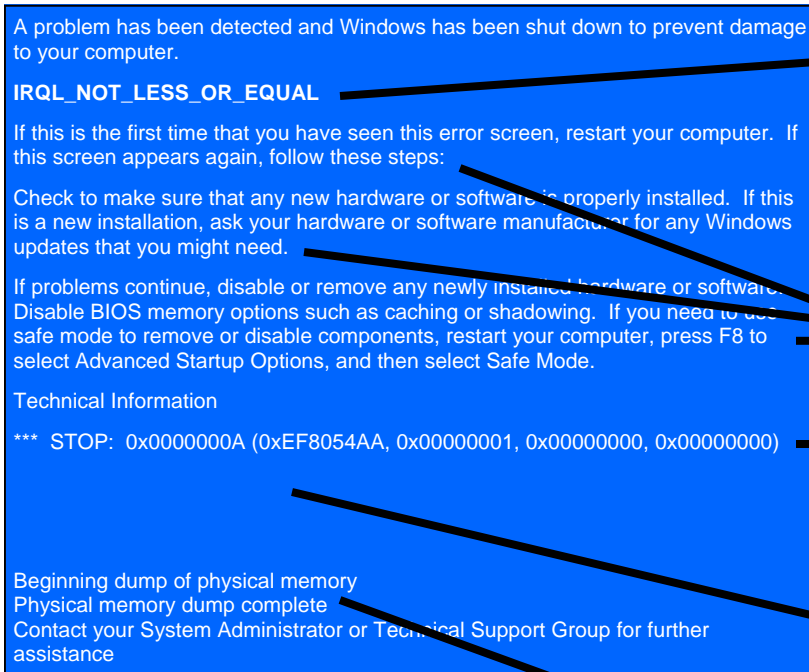 A problem has been detected and Windows has been shut down to prevent damage
to your computer.
IRQL_NOT_LESS_OR_EQUAL
If this is the first time that you have seen this error screen, restart your computer. If
this screen appears again, follow these steps:
Check to make sure that any new hardware or software is properly installed. If this
is a new installation, ask your hardware or software manufacturer for any Windows
updates that you might need.
If problems continue, disable or remove any newly installed hardware or software.
Disable BIOS memory options such as caching or shadowing. If you need to use
safe mode to remove or disable components, restart your computer, press F8 to
select Advanced Startup Options, and then select Safe Mode.
Technical Information
*** STOP: 0x0000000A (0xEF8054AA, 0x00000001, 0x00000000, 0x00000000)
Beginning dump of physical memory
Physical memory dump complete
Contact your System Administrator or Technical Support Group for further
assistance